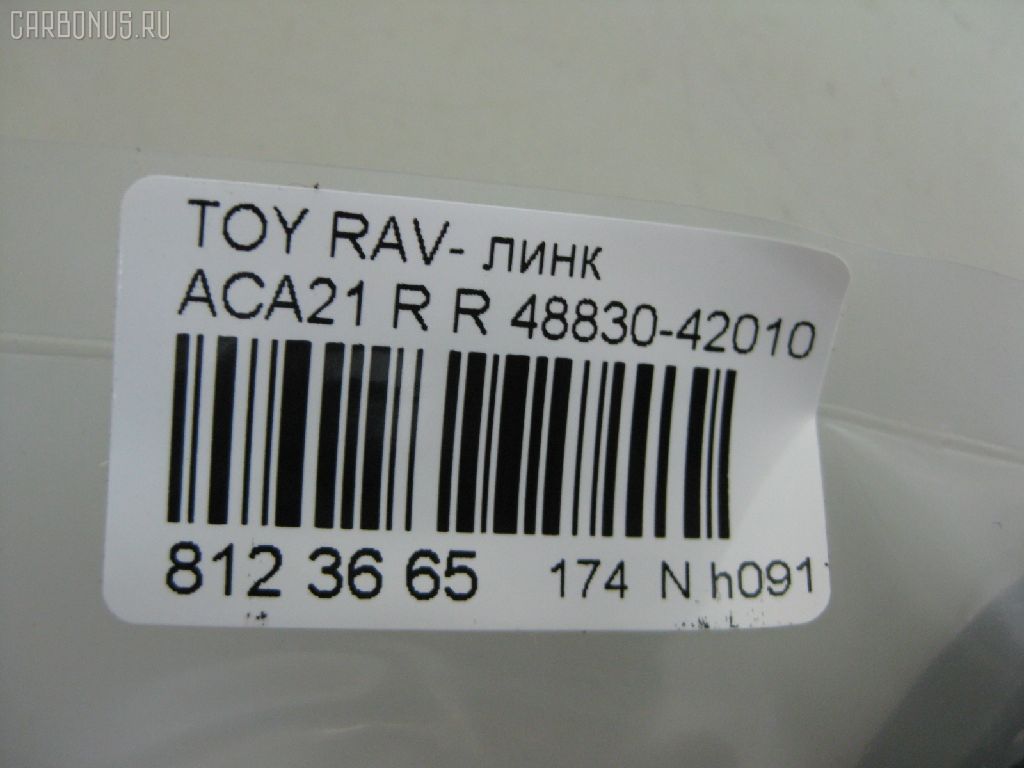 CARBONUS.RU
TOY RAV- линк
ACA21 R R 48830-42010
812 36 65 174 N h091